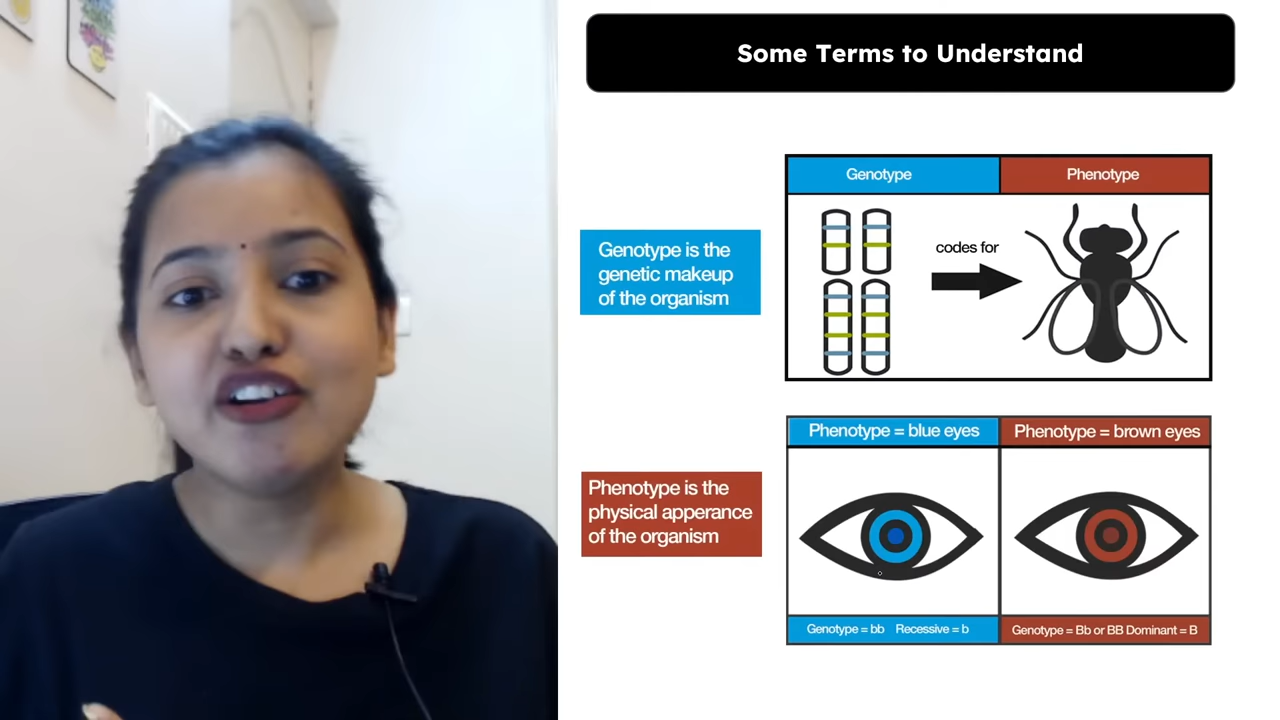 Some Terms to Understand
Genotype
Phenotype
Genotype is the
genetic makeup
of the organism
codes for
Phenotype = blue eyes
Phenotype = brown eyes
Phenotype is the
physical apperance
of the organism
Genotype = bb Recessive = b
Genotype = Bb or BB Dominant = B